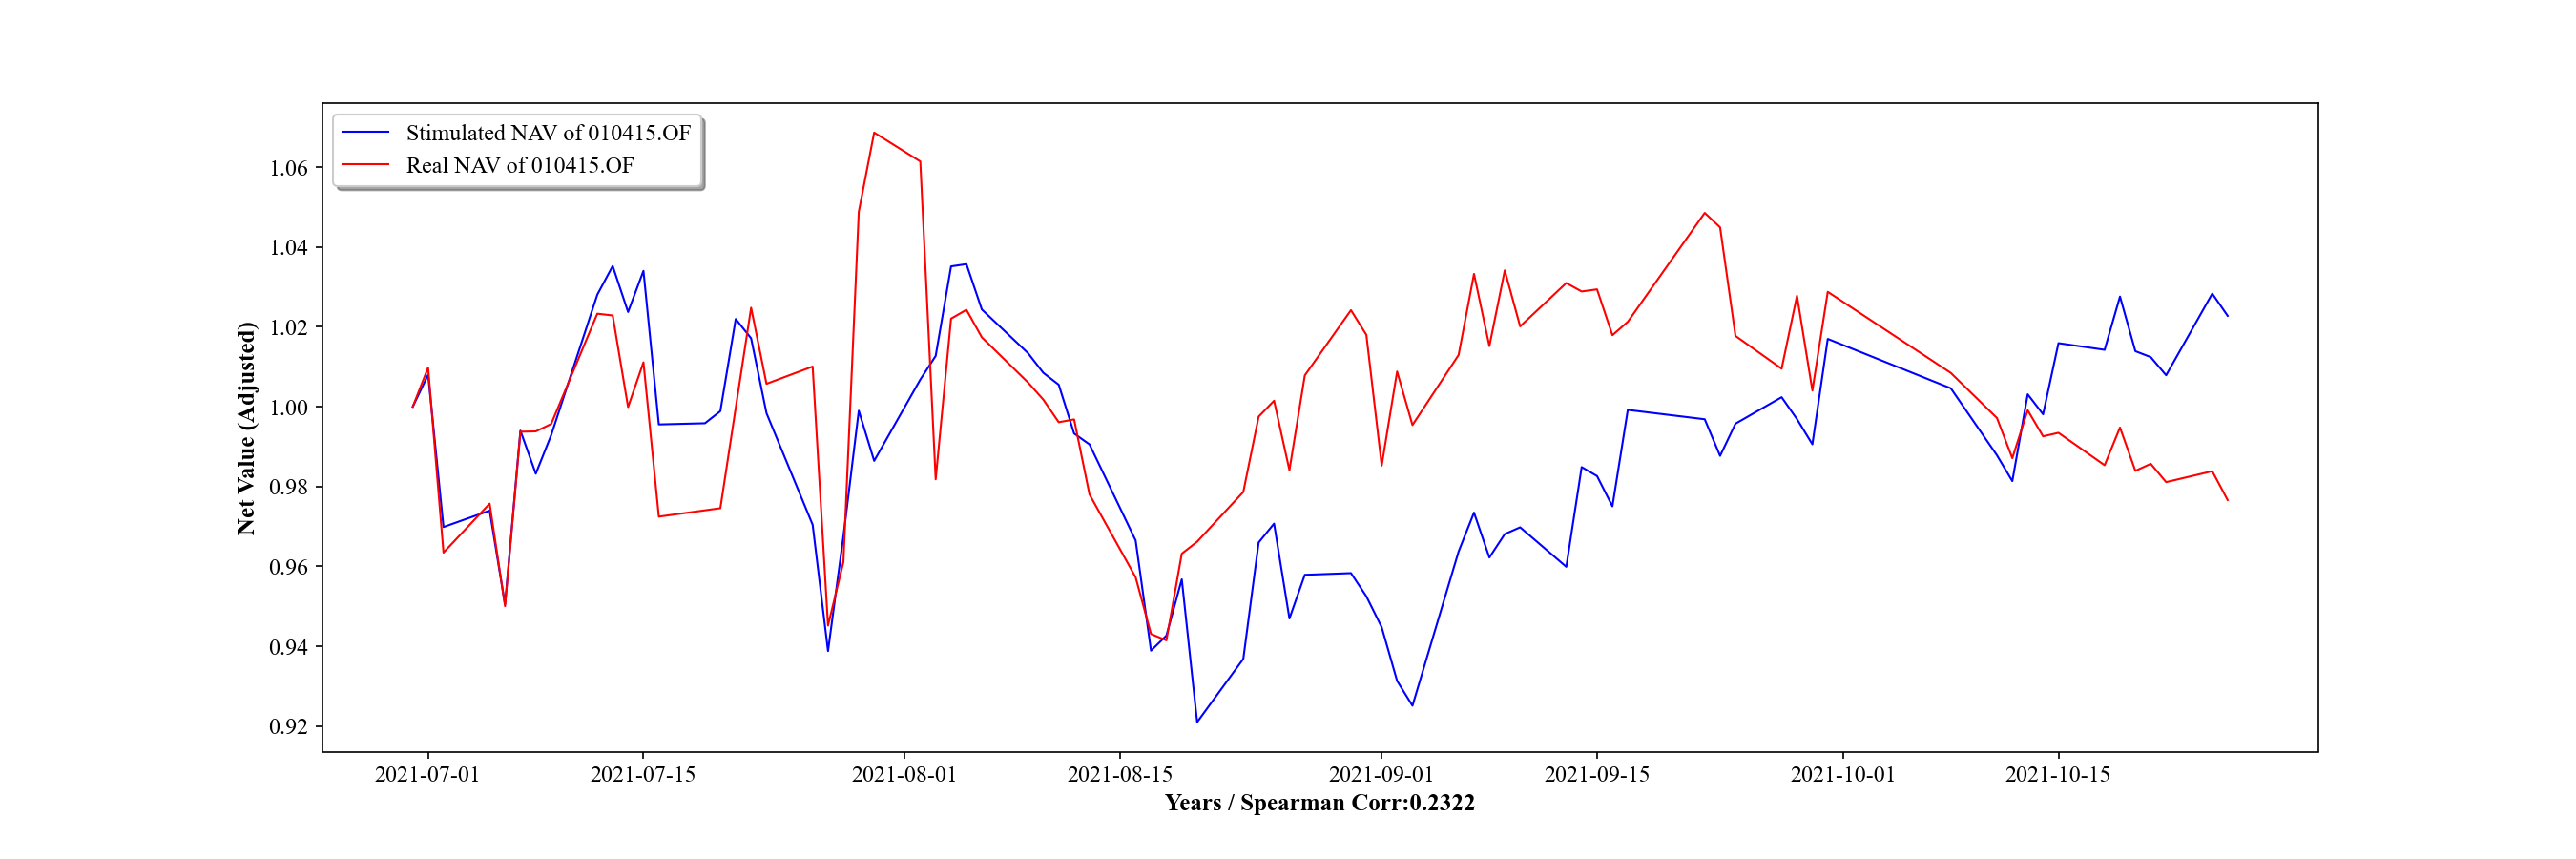 Stimulated NAV of 010415.OF
Real NAV of 010415.OF
Net Value (Adjusted)
1.06
1.04
1.02
1.00
0.98
0.96
0.94
0.92
2021-07-01 2021-07-15 2021-08-01 2021-08-15 2021-09-01 2021-09-15 2021-10-01 2021-10-15
Years / Spearman Corr:0.2322